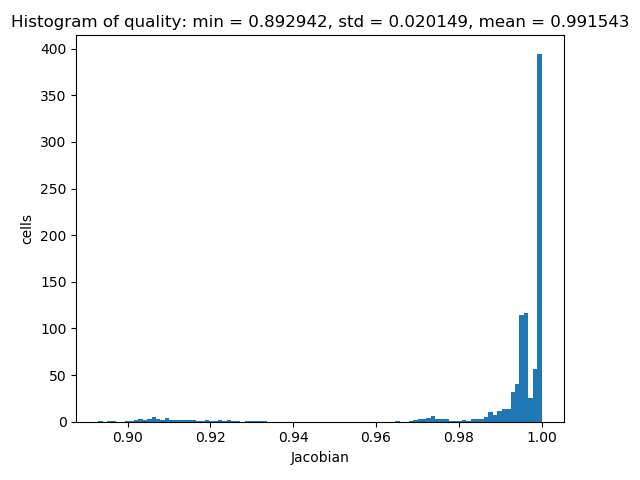 Histogram of quality: min = 0.892942, std = 0.020149, mean = 0.991543
400
350
300
250
200
150
100
50
0
cells
0.90 0.92 0.94 0.96 0.98 1.00
Jacobian